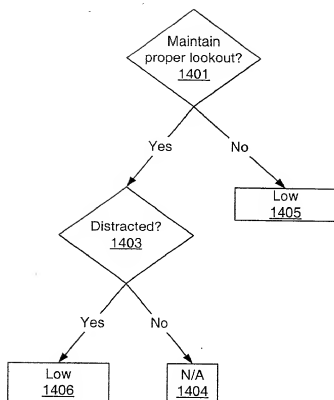 Maintain
proper lookout?
1401
Yes
No
Low
1405
Distracted?
1403
Yes
No
Low
1406
N/A
1404